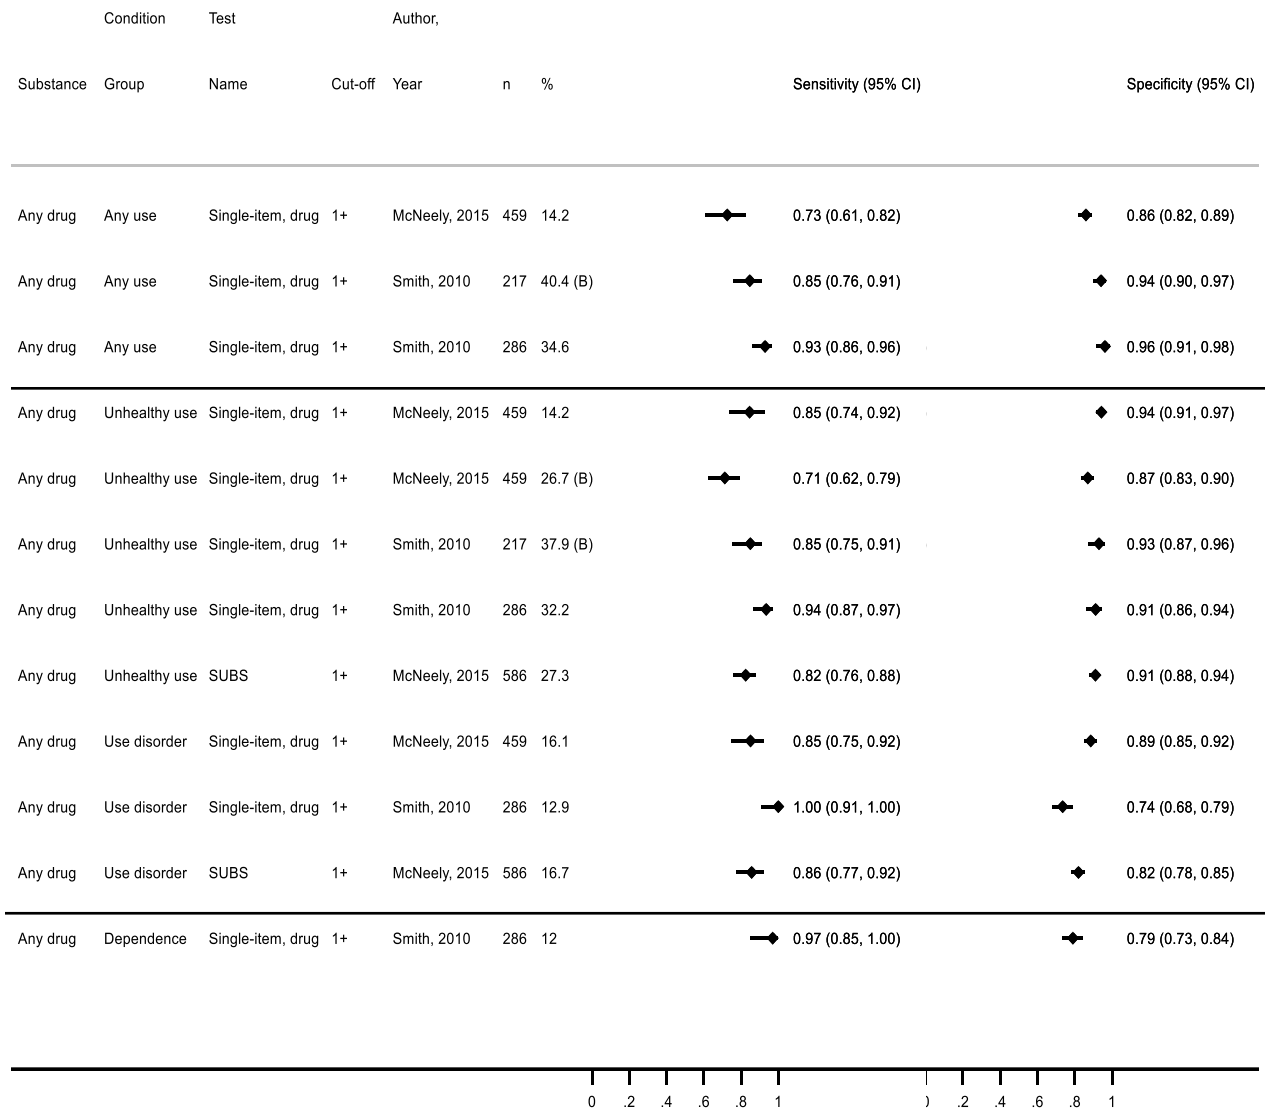 Condition Test Author,
Substance Group Name Cut-off Year n % Sensitivity (95% CI) Specificity (95% CI)
Any drug Any use Single-item, drug 1+ McNeely, 2015 459 14.2 0.73 (0.61, 0.82) 0.86 (0.82, 0.89)
Any drug Any use Single-item, drug 1+ Smith, 2010 217 40.4 (B) 0.85 (0.76, 0.91) 0.94 (0.90, 0.97)
Any drug Any use Single-item, drug 1+ Smith, 2010 286 34.6 0.93 (0.86, 0.96) 0.96 (0.91, 0.98)
Any drug Unhealthy use Single-item, drug 1+ McNeely, 2015 459 14.2 0.85 (0.74, 0.92) 0.94 (0.91, 0.97)
Any drug Unhealthy use Single-item, drug 1+ McNeely, 2015 459 26.7 (B) 0.71 (0.62, 0.79) 0.87 (0.83, 0.90)
Any drug Unhealthy use Single-item, drug 1+ Smith, 2010 217 37.9 (B) 0.85 (0.75, 0.91) 0.93 (0.87, 0.96)
Any drug Unhealthy use Single-item, drug 1+ Smith, 2010 286 32.2 0.94 (0.87, 0.97) 0.91 (0.86, 0.94)
Any drug Unhealthy use SUBS 1+ McNeely, 2015 586 27.3 0.82 (0.76, 0.88) 0.91 (0.88, 0.94)
Any drug Use disorder Single-item, drug 1+ McNeely, 2015 459 16.1 0.85 (0.75, 0.92) 0.89 (0.85, 0.92)
Any drug Use disorder Single-item, drug 1+ Smith, 2010 286 12.9 1.00 (0.91, 1.00) 0.74 (0.68, 0.79)
Any drug Use disorder SUBS 1+ McNeely, 2015 586 16.7 0.86 (0.77, 0.92) 0.82 (0.78, 0.85)
Any drug Dependence Single-item, drug 1+ Smith, 2010 286 12 0.97 (0.85, 1.00) 0.79 (0.73, 0.84)
0 .2 .4 .6 .8 1 .2 .4 .6 .8 1